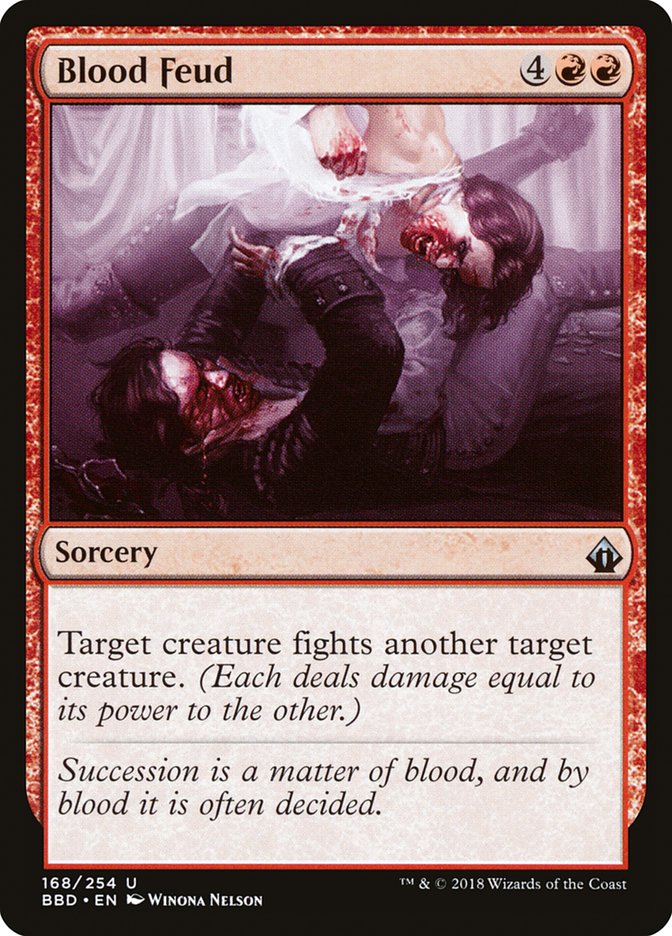 Blood Feud 4
Sorcery
Target creature fights another target
creature. (Each deals damage equal to
its power to the other.)
Succession is a matter of blood, and by
blood it is often decided.
168/254 U
BBD • EN Winona Nelson
™ & © 2018 Wizards of the Coast